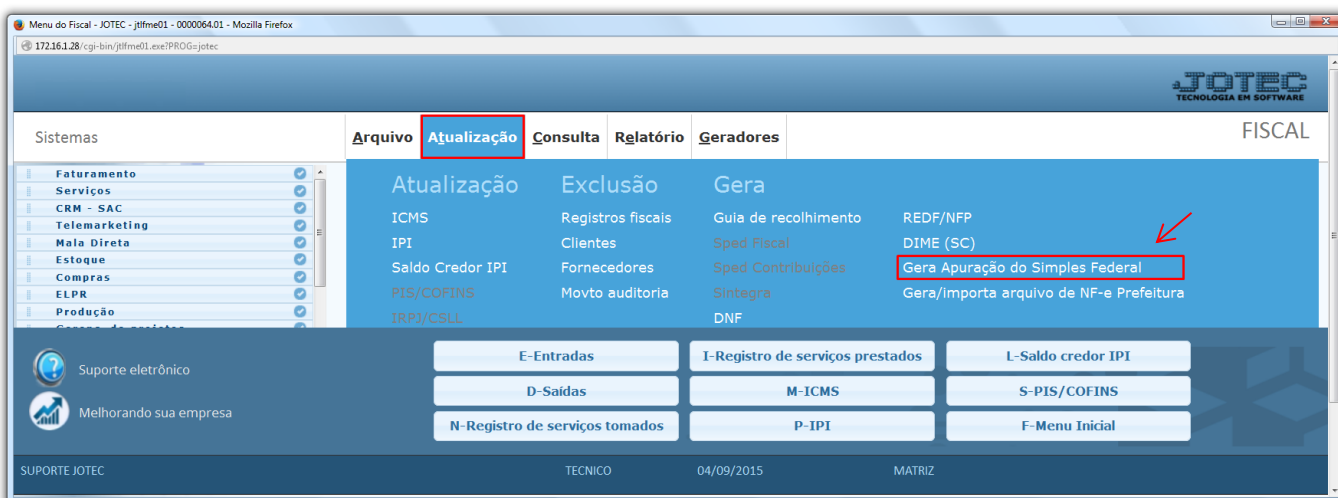 Menu do Fiscal - JOTEC - jtlfme01 - 0000064.01 - Mozilla Firefox
172.16.1.28/cgi-bin/jtlfme01.exe?PROG=jotec
JOTEC
TECNOLOGIA EM SOFTWARE
Sistemas
Arquivo Atualização Consulta Relatório Geradores
FISCAL
Faturamento
Serviços
CRM - SAC
Telemarketing
Mala Direta
Estoque
Compras
ELPR
Produção
Atualização
ICMS
IPI
Saldo Credor IPI
PIS/COFINS
IRPJ/CSLL
Exclusão
Registros fiscais
Clientes
Fornecedores
Movto auditoria
Gera
Guia de recolhimento
Sped Fiscal
Sped Contribuições
Sintegra
DNF
REDF/NFP
DIME (SC)
Gera Apuração do Simples Federal
Gera/importa arquivo de NF-e Prefeitura
Suporte eletrônico
Melhorando sua empresa
E-Entradas
I-Registro de serviços prestados
L-Saldo credor IPI
D-Saídas
M-ICMS
S-PIS/COFINS
N-Registro de serviços tomados
P-IPI
F-Menu Inicial
SUPORTE JOTEC
TECNICO
04/09/2015
MATRIZ